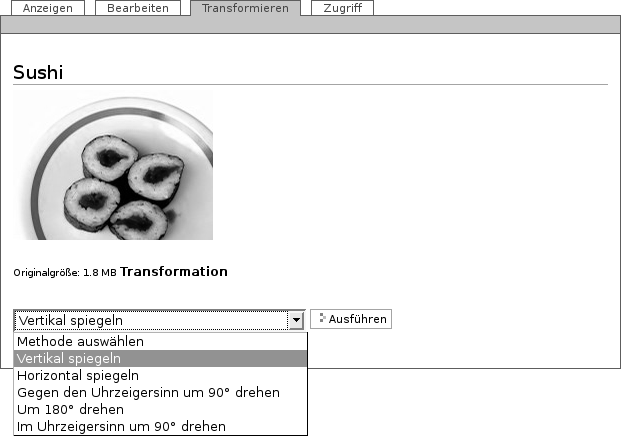 Anzeigen Bearbeiten Transformieren Zugriff
Sushi
Originalgröße: 1.8 MB Transformation
Vertikal spiegeln Ausführen
Methode auswählen
Vertikal spiegeln
Horizontal spiegeln
Gegen den Uhrzeigersinn um 90° drehen
Um 180° drehen
Im Uhrzeigersinn um 90° drehen